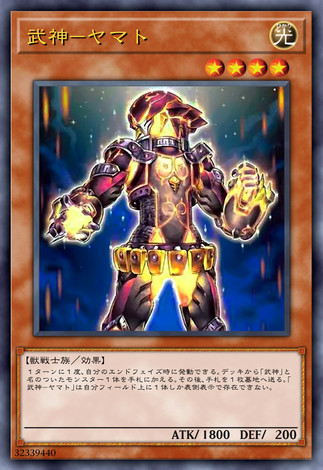 武神－ヤマト
光
【獣戦士族／効果】
１ターンに１度、自分のエンドフェイズ時に発動できる。デッキから「武神」と
名のついたモンスター１体を手札に加える。その後、手札を１枚墓地へ送る。「
武神－ヤマト」は自分フィールド上に１体しか表側表示で存在できない。
ATK/ 1800 DEF/ 200
32339440